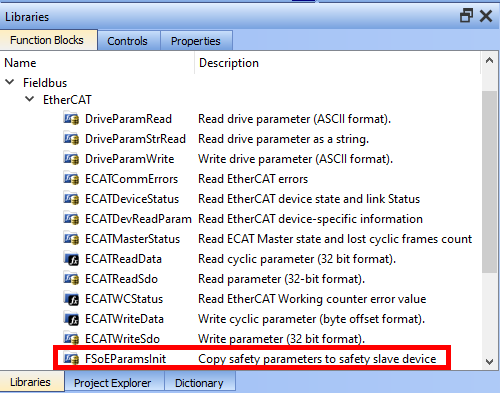 Libraries
Function Blocks Controls Properties
Name Description
Fieldbus
EtherCAT
DriveParamRead Read drive parameter (ASCII format).
DriveParamStrRead Read drive parameter as a string.
DriveParamWrite Write drive parameter (ASCII format).
ECATCommErrors Read EtherCAT errors
ECATDeviceStatus Read EtherCAT device state and link Status
ECATDevReadParam Read EtherCAT device-specific information
ECATMasterStatus Read ECAT Master state and lost cyclic frames count
ECATReadData Read cyclic parameter (32 bit format).
ECATReadSdo Read parameter (32-bit format).
ECATWCStatus Read EtherCAT Working counter error value
ECATWriteData Write cyclic parameter (byte offset format).
ECATWriteSdo Write parameter (32 bit format).
FSoEParamsInit Copy safety parameters to safety slave device
Libraries Project Explorer Dictionary